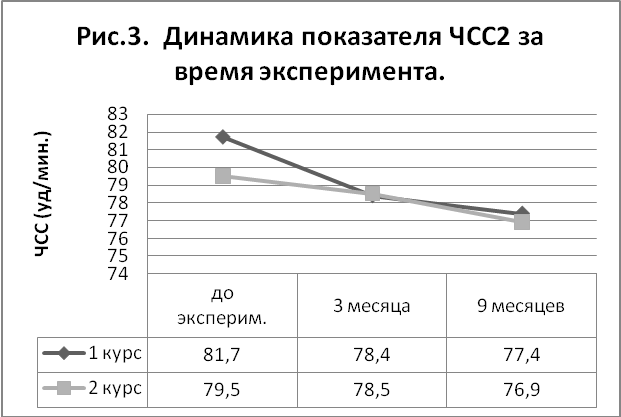 Рис.3. Динамика показателя ЧСС2 за
время эксперимента.
ЧСС (уд/мин.)
83
82
81
80
79
78
77
76
75
74
до
эксперим.
3 месяца
9 месяцев
1 курс 81,7 78,4 77,4
2 курс 79,5 78,5 76,9